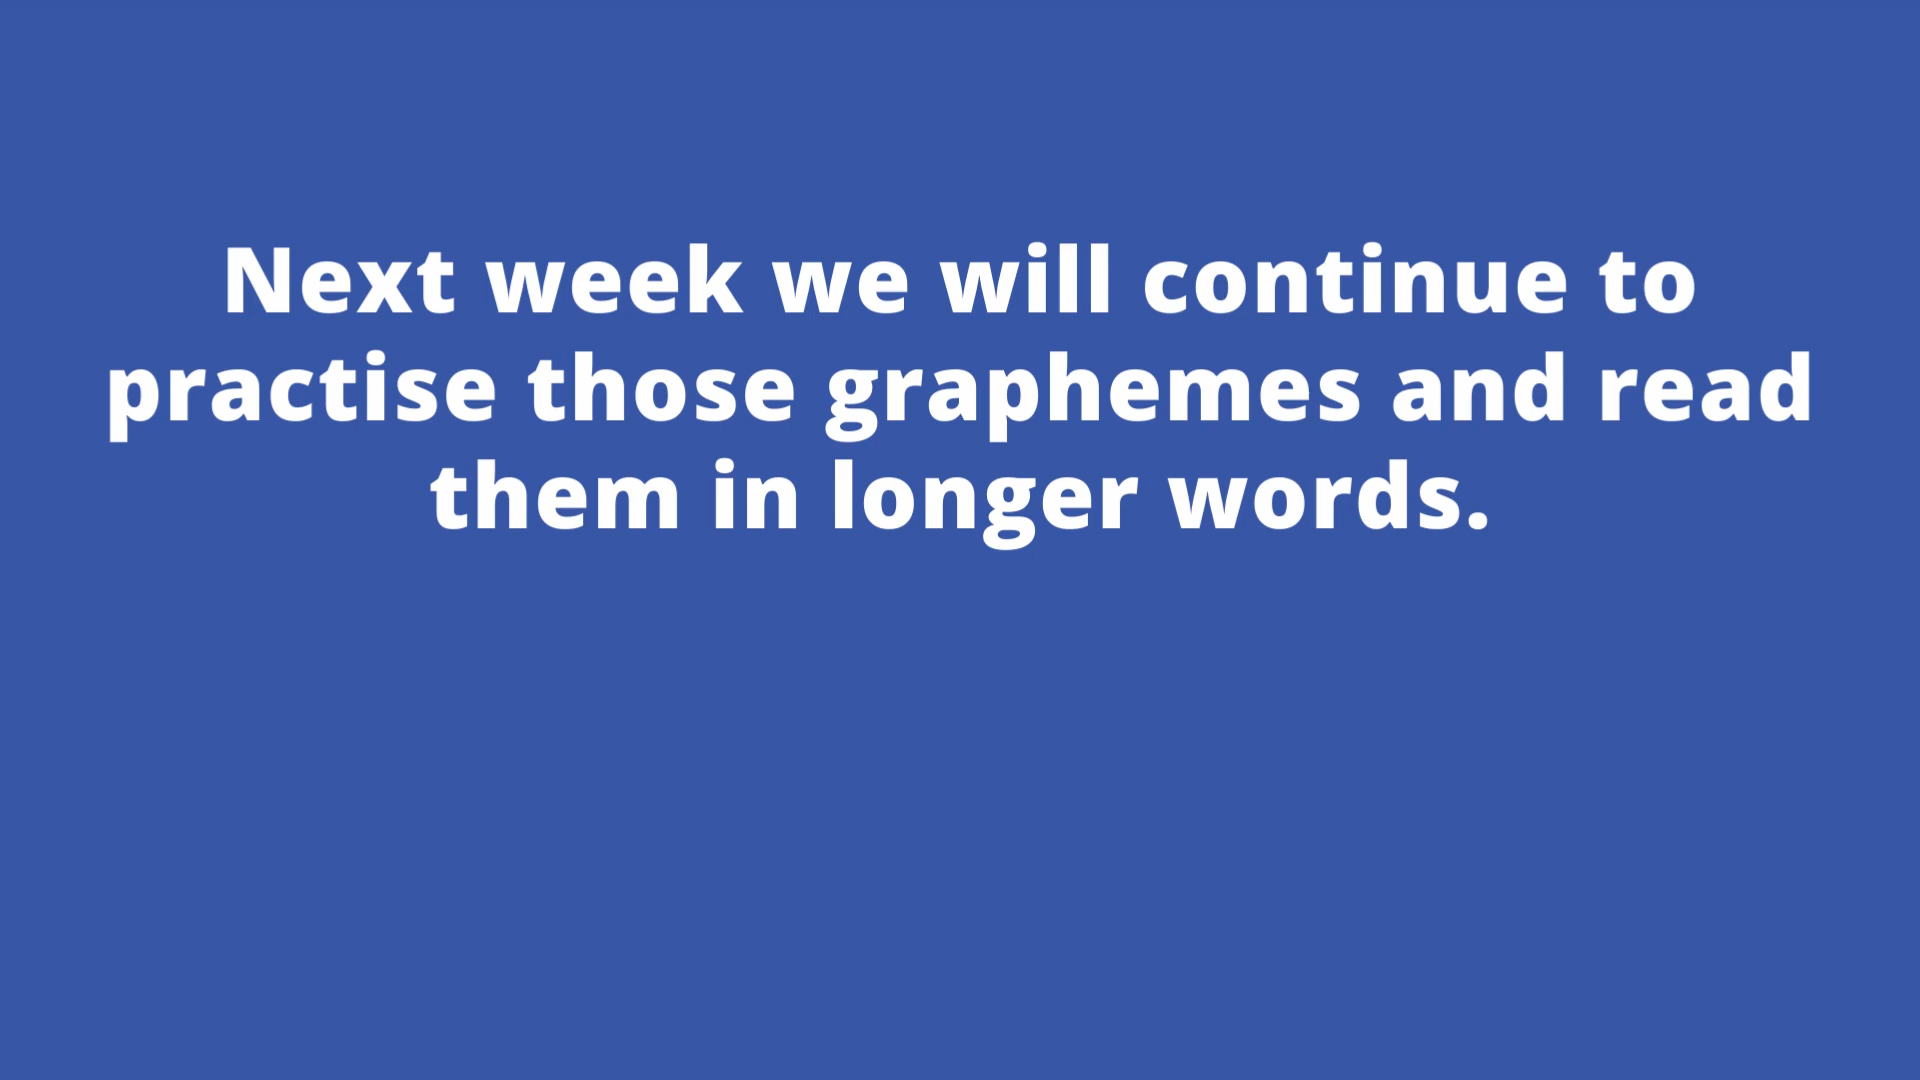 Next week we will continue to
practise those graphemes and read
them in longer words.